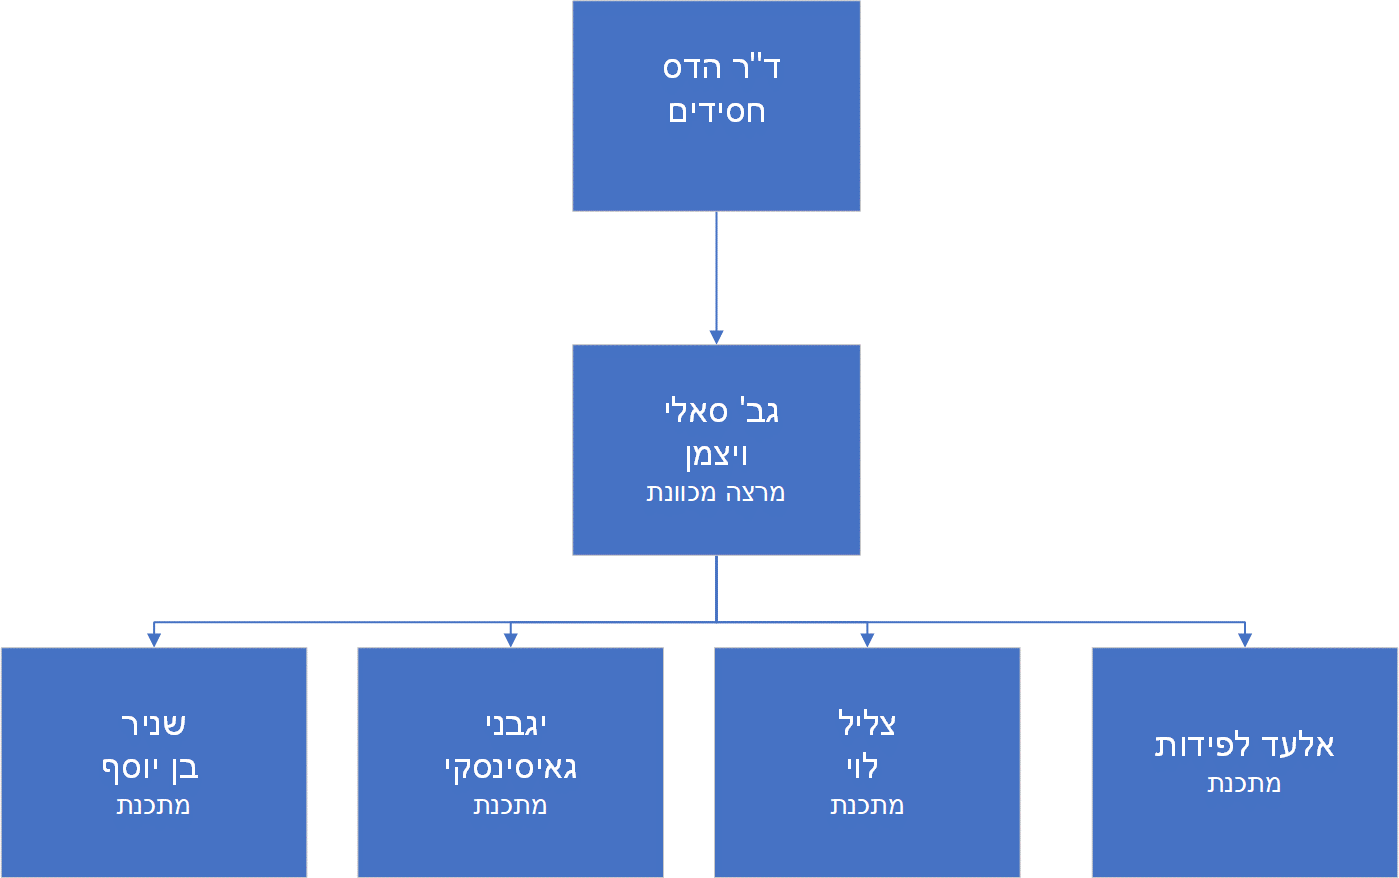 ד"ר הדס
חסידים
גב' סאלי
ויצמן
מרצה מכוונת
אלעד לפידות
מתכנת
צליל
לוי
מתכנת
יגבני
גאיסינסקי
מתכנת
שניר
בן יוסף
מתכנת